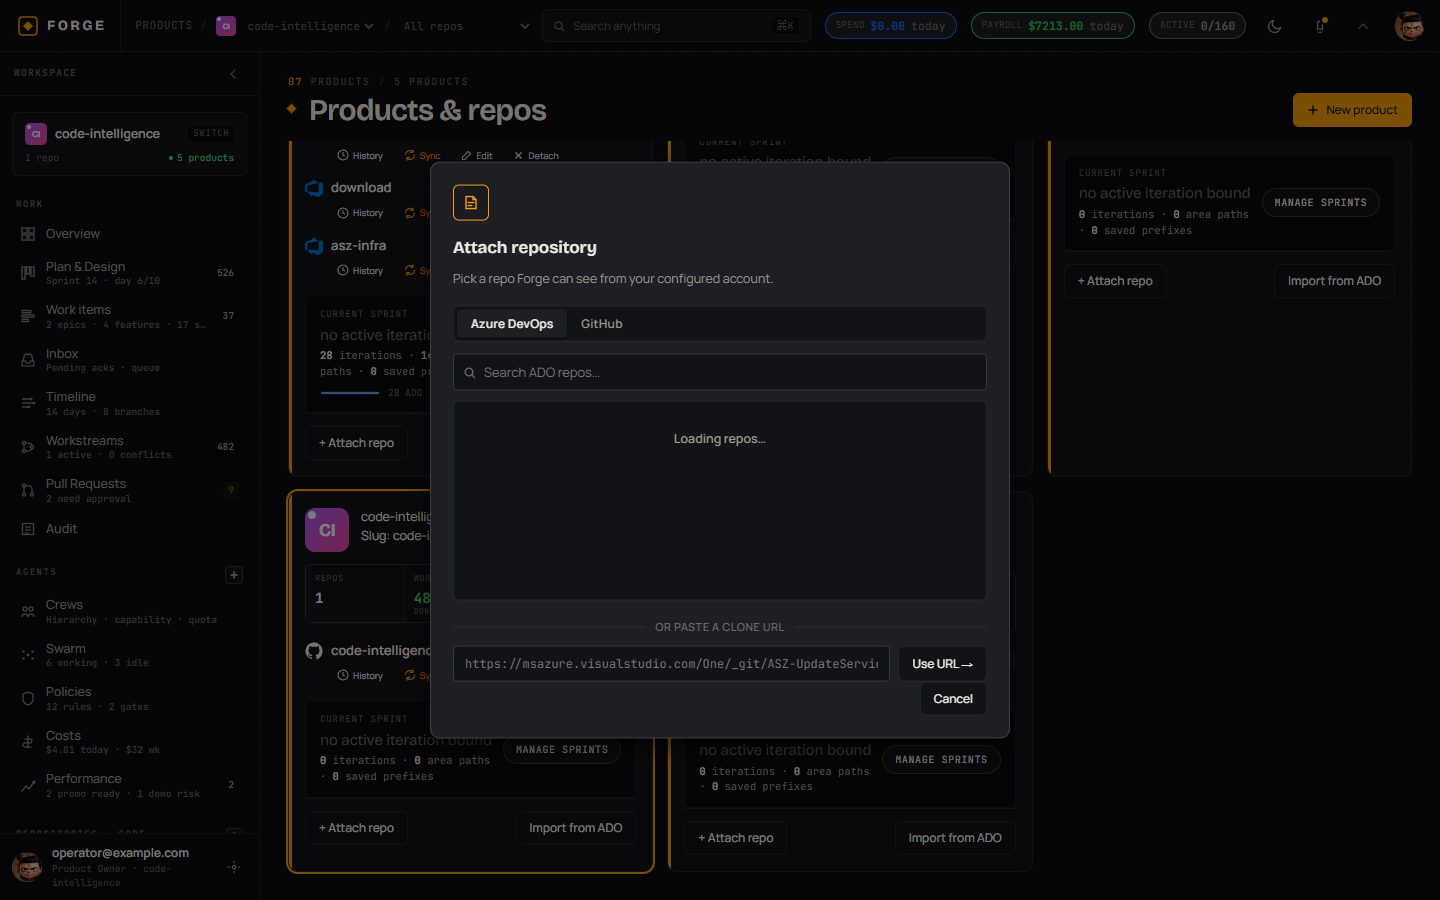 FORGE
PRODUCTS / CI code-intelligence / All repos
Search anything ⌘K
SPEND $0.00 today
PAYROLL $7213.00 today
ACTIVE 0/160
WORKSPACE
CI code-intelligence SWITCH
1 repo 5 products
WORK
Overview
Plan & Design 526
Sprint 14 · day 6/10
Work items 37
2 epics · 4 features · 17 s…
Inbox
Pending acks · queue
Timeline
14 days · 8 branches
Workstreams 482
1 active · 0 conflicts
Pull Requests 9
2 need approval
Audit
AGENTS +
Crews
Hierarchy · capability · quota
Swarm
6 working · 3 idle
Policies
12 rules · 2 gates
Costs
$4.81 today · $32 wk
Performance 2
2 promo ready · 1 demo risk
operator@example.com
Product Owner · code-
intelligence
07 PRODUCTS / 5 PRODUCTS
Products & repos
+ New product
History Sync Edit Detach
download
History
asz-infra
History
CURRENT SPRINT
28 iterations
paths · 0 saved
28 ADO
+ Attach repo
CURRENT SPRINT
no active iteration bound
0 iterations · 0 area paths
· 0 saved prefixes
MANAGE SPRINTS
+ Attach repo Import from ADO
CI
REPOS
1
CURRENT SPRINT
no active iteration bound
0 iterations · 0 area paths
· 0 saved prefixes
MANAGE SPRINTS
+ Attach repo Import from ADO
History
no active iteration bound
0 iterations · 0 area paths
· 0 saved prefixes
MANAGE SPRINTS
+ Attach repo Import from ADO
Attach repository
Pick a repo Forge can see from your configured account.
Azure DevOps GitHub
Search ADO repos…
Loading repos…
OR PASTE A CLONE URL
https://msazure.visualstudio.com/One/_git/ASZ-UpdateServic
Use URL →
Cancel